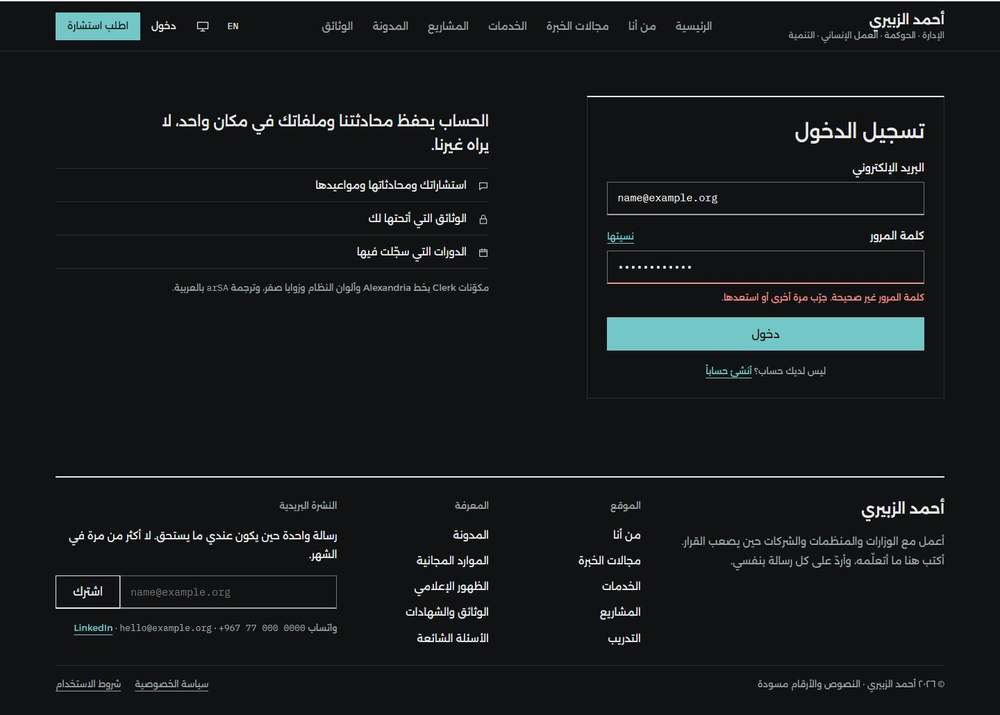 أحمد الزبيري
الإدارة · الحوكمة · العمل الإنساني · التنمية
الرئيسية
من أنا
مجالات الخبرة
الخدمات
المشاريع
المدونة
الوثائق
EN
دخول
اطلب استشارة
تسجيل الدخول
البريد الإلكتروني
name@example.org
كلمة المرور
نسيتها
••••••••••••
كلمة المرور غير صحيحة. جرّب مرة أخرى أو استعدها.
دخول
ليس لديك حساب؟ أنشئ حساباً
الحساب يحفظ محادثتنا وملفاتك في مكان واحد، لا
يراه غيرنا.
استشاراتك ومحادثاتها ومواعيدها
الوثائق التي أتحتها لك
الدورات التي سجّلت فيها
مكوّنات Clerk بخط Alexandria وألوان النظام وزوايا صفر، وترجمة arSA بالعربية.
أحمد الزبيري
أعمل مع الوزارات والمنظمات والشركات حين يصعب القرار.
أكتب هنا ما أتعلّمه، وأردّ على كل رسالة بنفسي.
الموقع
من أنا
مجالات الخبرة
الخدمات
المشاريع
التدريب
المعرفة
المدونة
الموارد المجانية
الظهور الإعلامي
الوثائق والشهادات
الأسئلة الشائعة
النشرة البريدية
رسالة واحدة حين يكون عندي ما يستحق. لا أكثر من مرة في
الشهر.
name@example.org
اشترك
واتساب ‎+967 77 000 0000 · hello@example.org · LinkedIn
© ٢٠٢٦ أحمد الزبيري · النصوص والأرقام مسودة
سياسة الخصوصية
شروط الاستخدام